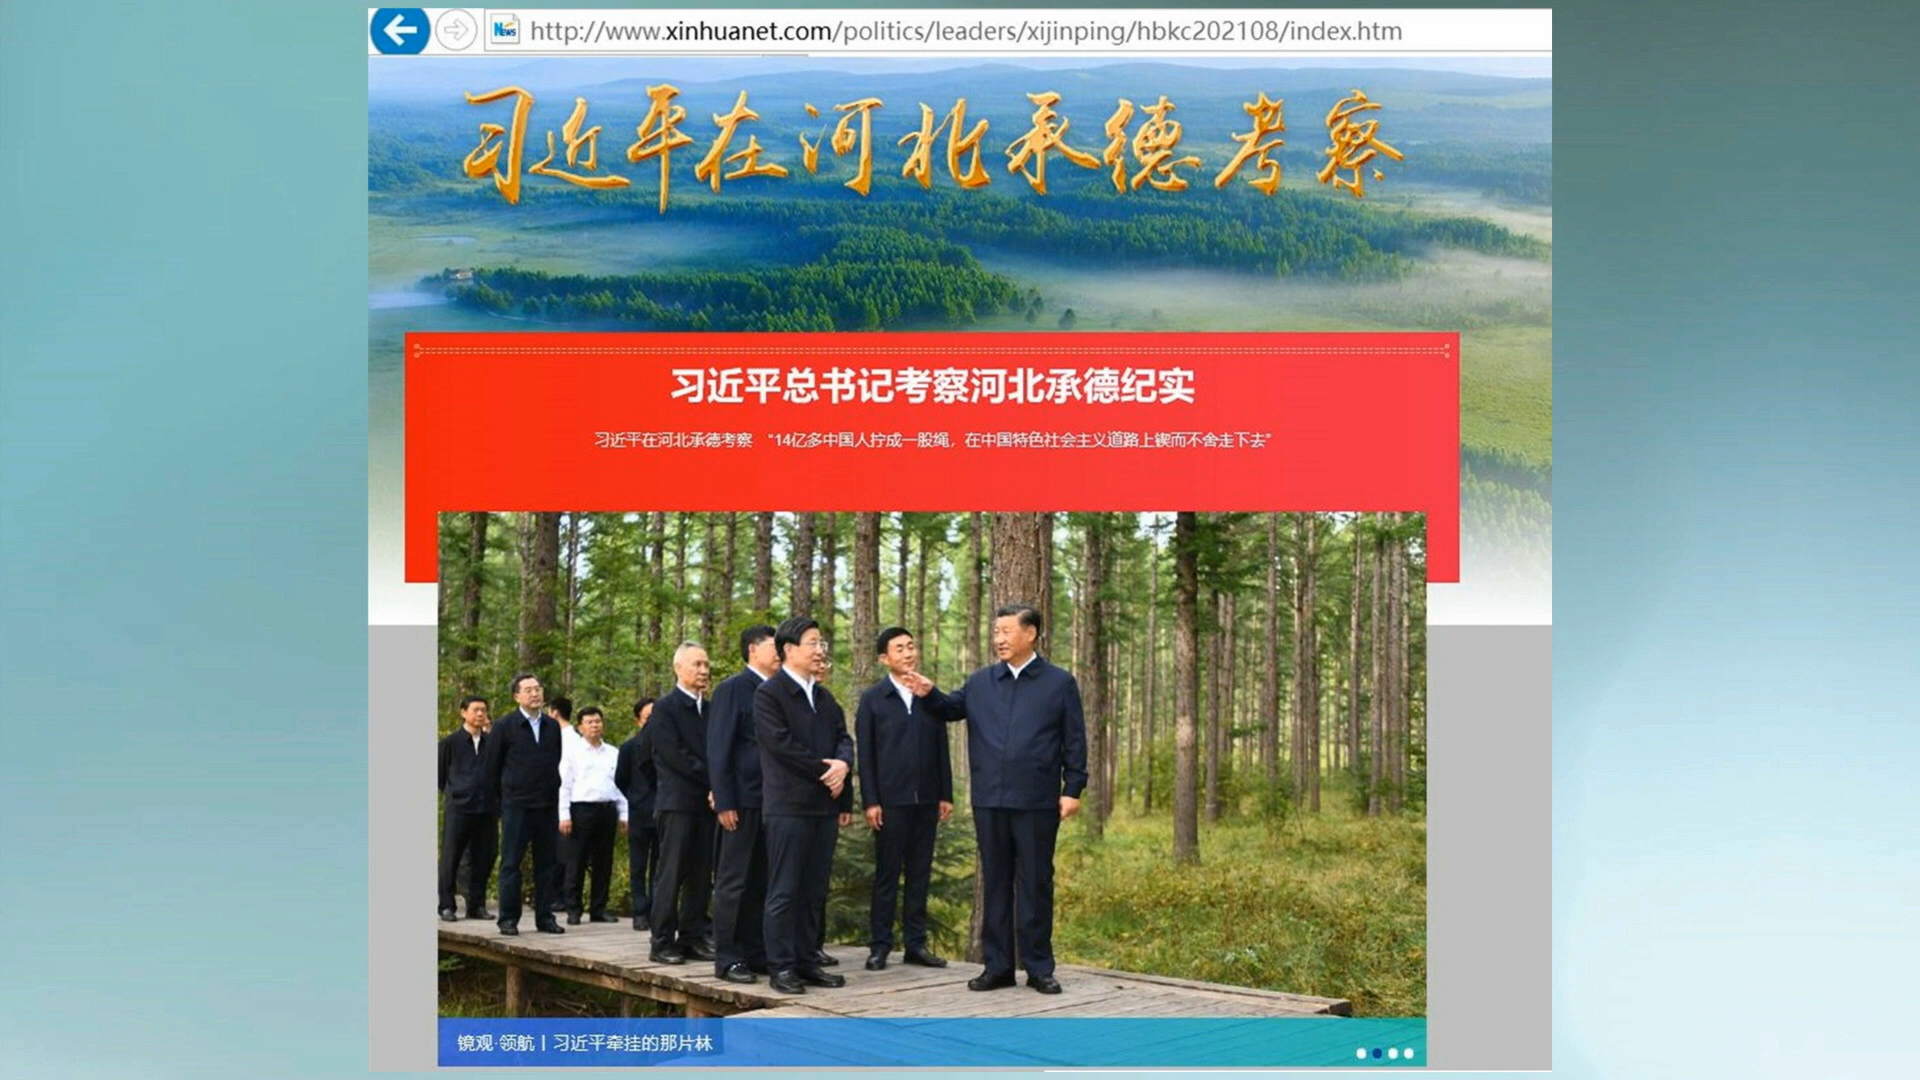 News
http://www.xinhuanet.com/politics/leaders/xijinping/hbkc202108/index.htm
习近平在河北承德考察
习近平总书记考察河北承德纪实
习近平在河北承德考察 “14亿多中国人拧成一股绳，在中国特色社会主义道路上锲而不舍走下去”
镜观·领航丨习近平牵挂的那片林